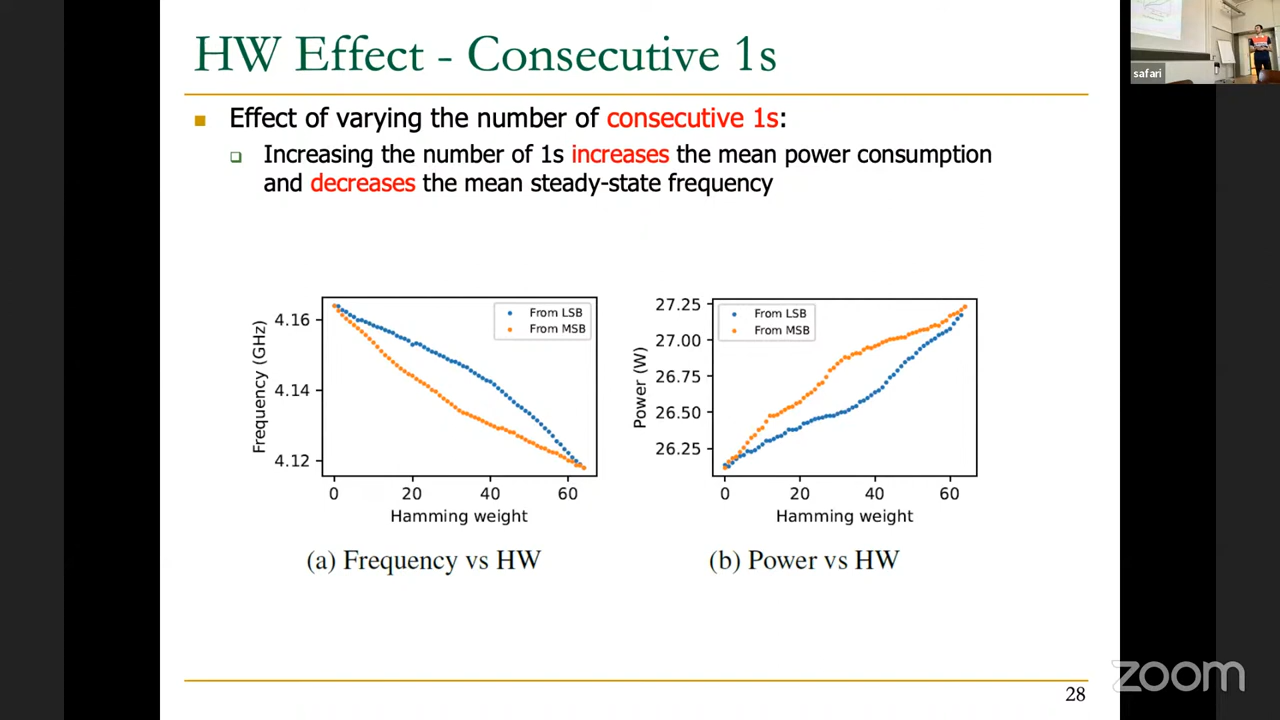 HW Effect - Consecutive 1s
safari
Effect of varying the number of consecutive 1s:
Increasing the number of 1s increases the mean power consumption
and decreases the mean steady-state frequency
From LSB
From MSB
4.16
4.14
4.12
Frequency (GHz)
0 20 40 60
Hamming weight
(a) Frequency vs HW
From LSB
From MSB
27.25
27.00
26.75
26.50
26.25
Power (W)
0 20 40 60
Hamming weight
(b) Power vs HW
zoom
28